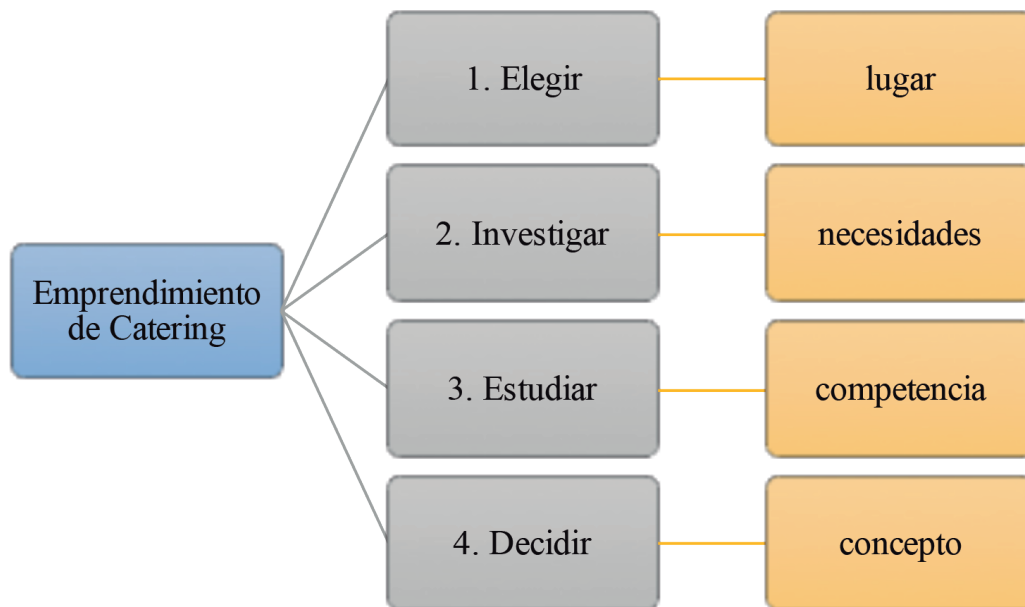 Emprendimiento
de Catering
1. Elegir
lugar
2. Investigar
necesidades
3. Estudiar
competencia
4. Decidir
concepto